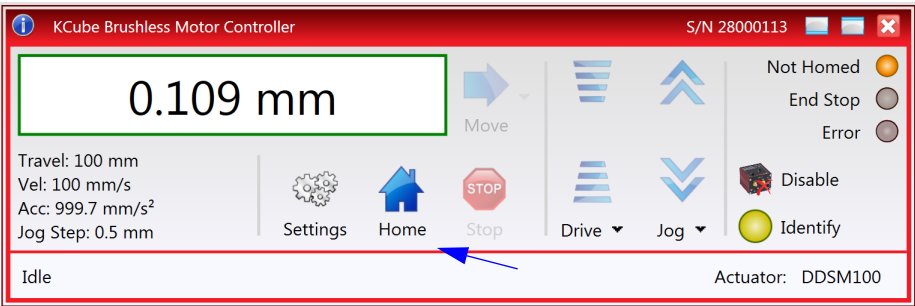 KCube Brushless Motor Controller S/N 28000113
0.109 mm
Move
Not Homed
End Stop
Error
Travel: 100 mm
Vel: 100 mm/s
Acc: 999.7 mm/s²
Jog Step: 0.5 mm
Settings
Home
STOP
Stop
Drive
Jog
Disable
Identify
Idle
Actuator: DDSM100